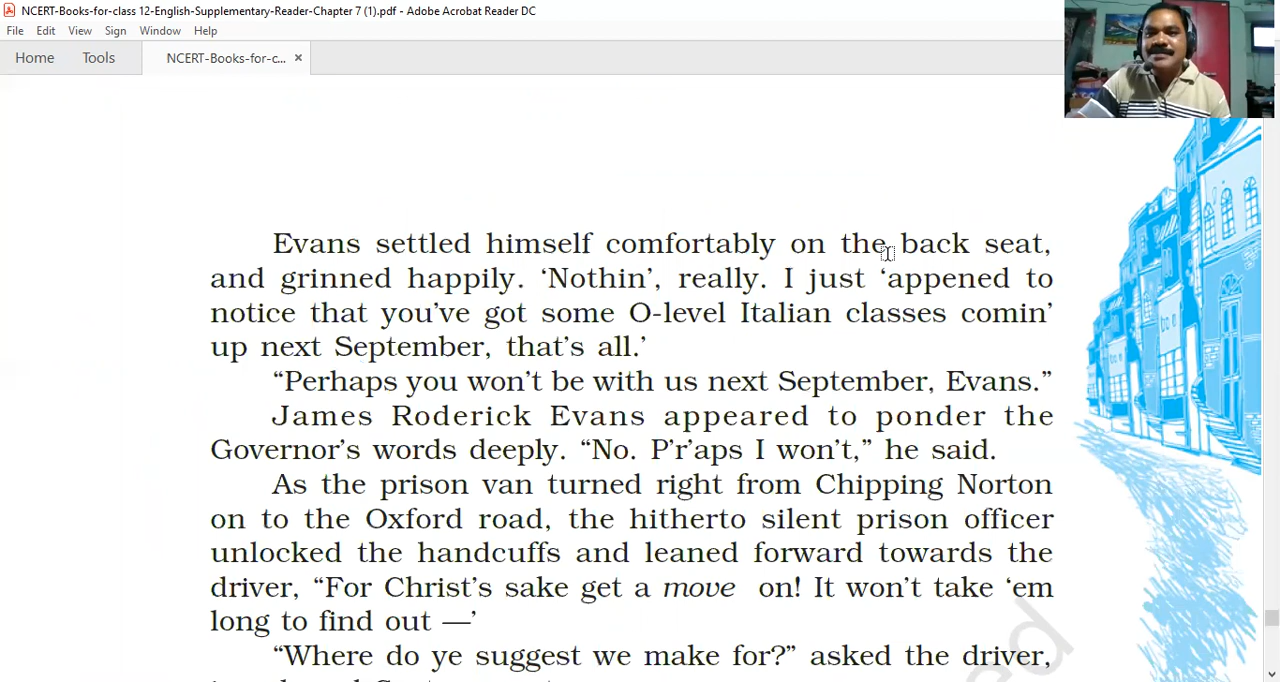 NCERT-Books-for-class 12-English-Supplementary-Reader-Chapter 7 (1).pdf - Adobe Acrobat Reader DC
File Edit View Sign Window Help
Home Tools NCERT-Books-for-c... ×
Evans settled himself comfortably on the back seat,
and grinned happily. ‘Nothin’, really. I just ‘appened to
notice that you’ve got some O-level Italian classes comin’
up next September, that’s all.’
“Perhaps you won’t be with us next September, Evans.”
James Roderick Evans appeared to ponder the
Governor’s words deeply. “No. P’r’aps I won’t,” he said.
As the prison van turned right from Chipping Norton
on to the Oxford road, the hitherto silent prison officer
unlocked the handcuffs and leaned forward towards the
driver, “For Christ’s sake get a move on! It won’t take ‘em
long to find out —’
“Where do ye suggest we make for?” asked the driver,